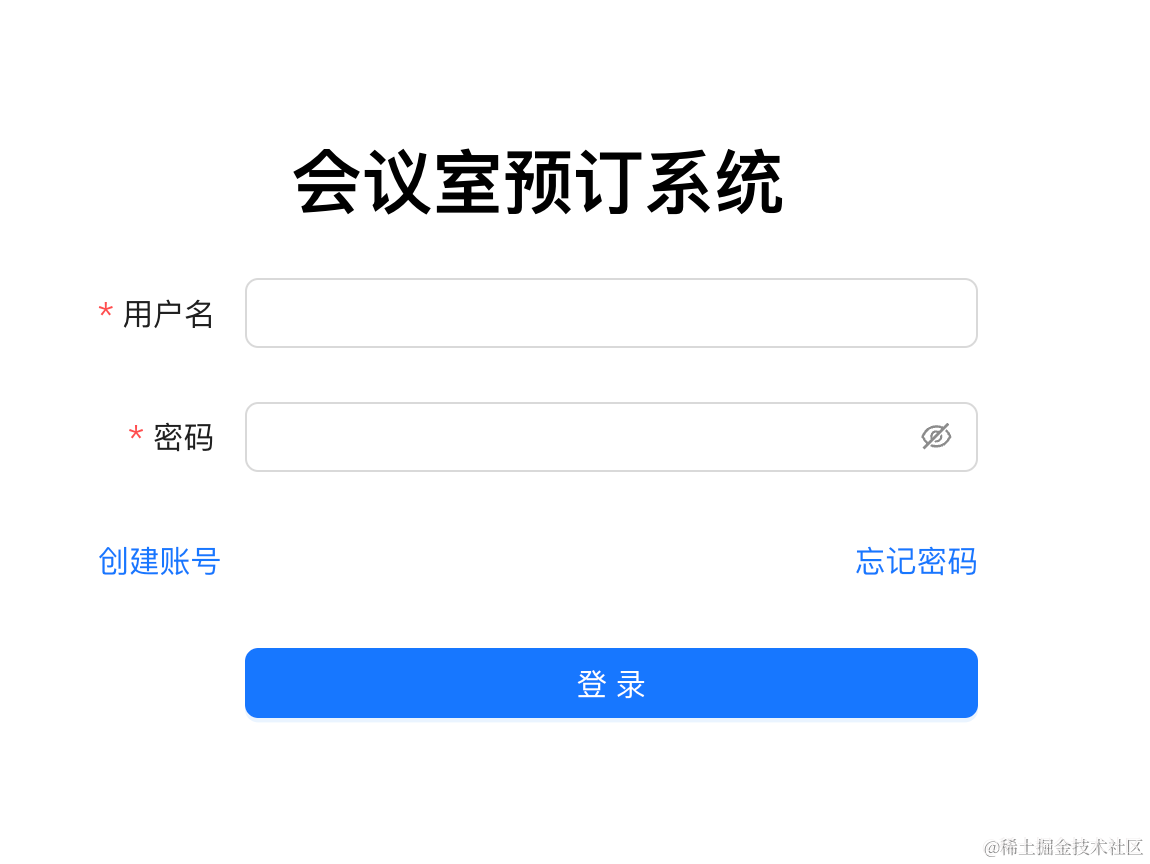 会议室预订系统
* 用户名
* 密码
创建账号 忘记密码
登 录
@稀土掘金技术社区